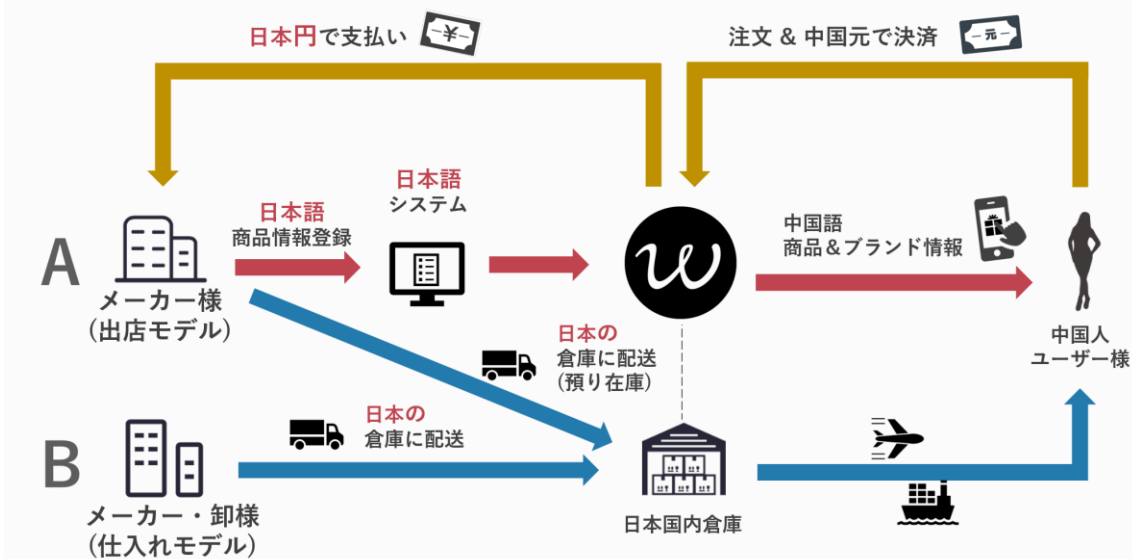 日本円で支払い
¥
注文 & 中国元で決済
元
日本語
システム
日本語
商品情報登録
中国語
商品＆ブランド情報
A
w
メーカー様
(出店モデル)
日本の
倉庫に配送
(預り在庫)
中国人
ユーザー様
日本の
倉庫に配送
B
メーカー・卸様
(仕入れモデル)
日本国内倉庫